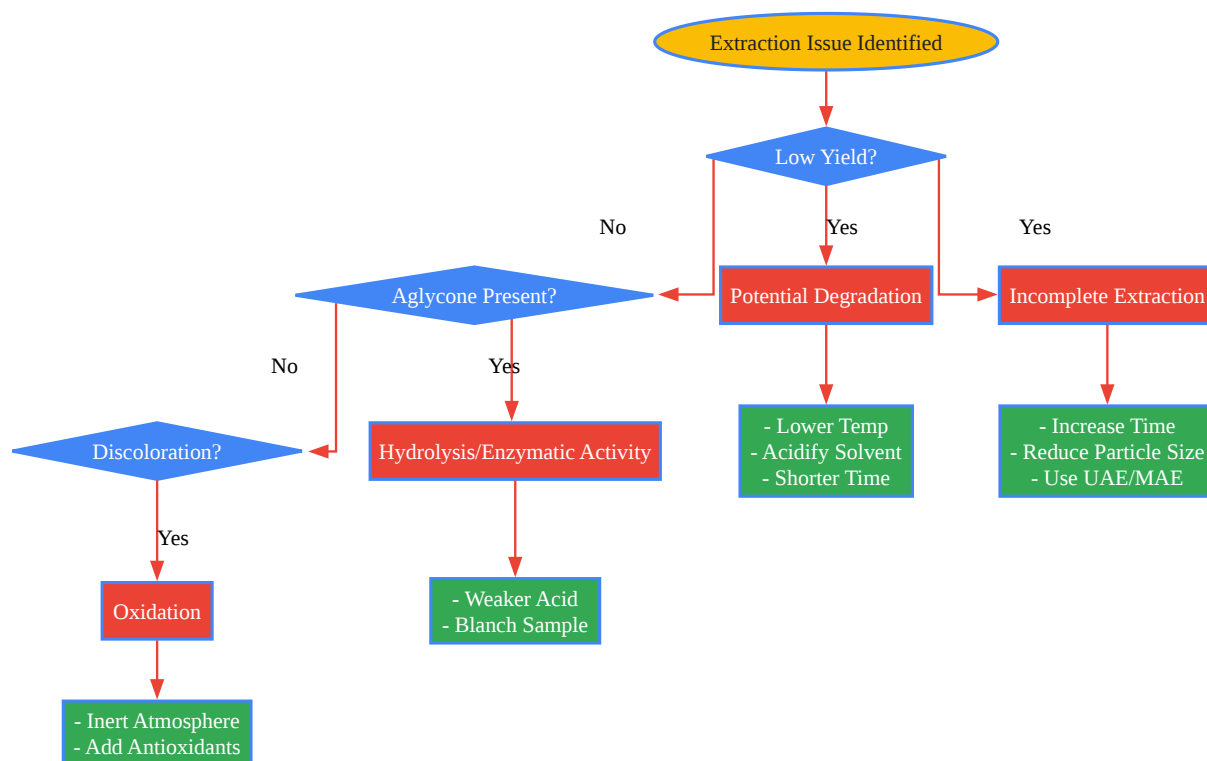 Extraction Issue Identified
Low Yield?
No
Yes
Yes
Aglycone Present?
Potential Degradation
Incomplete Extraction
No
Yes
- Lower Temp
- Acidify Solvent
- Shorter Time
- Increase Time
- Reduce Particle Size
- Use UAE/MAE
Discoloration?
Hydrolysis/Enzymatic Activity
Yes
Oxidation
- Weaker Acid
- Blanch Sample
- Inert Atmosphere
- Add Antioxidants